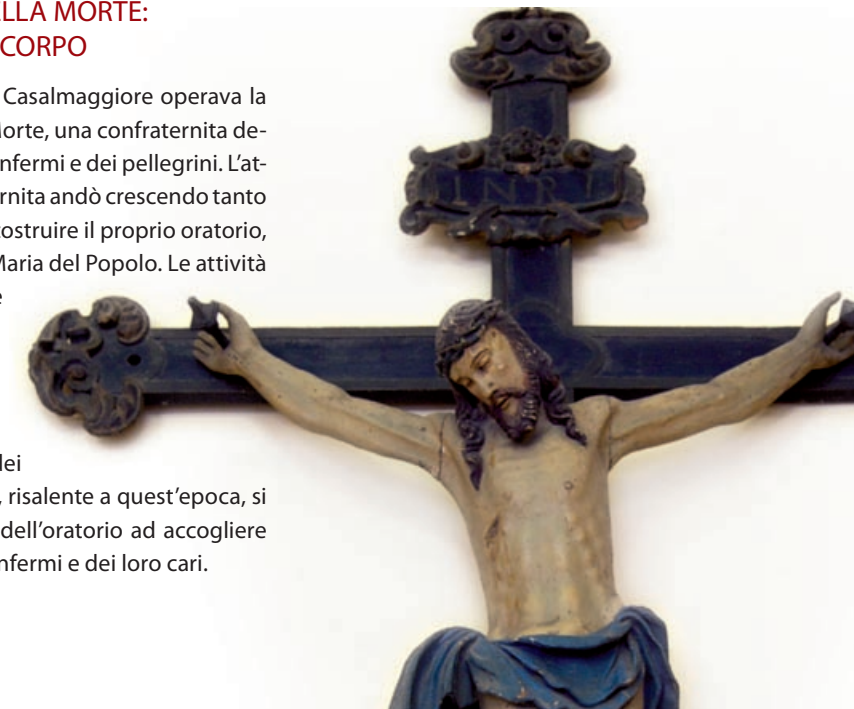 ELLA MORTE:
CORPO
Casalmaggiore operava la
Morte, una confraternita de-
nfermi e dei pellegrini. L'at-
rnita andò crescendo tanto
costruire il proprio oratorio,
Maria del Popolo. Le attività
e
dei
, risalente a quest'epoca, si
dell'oratorio ad accogliere
nfermi e dei loro cari.
INRI